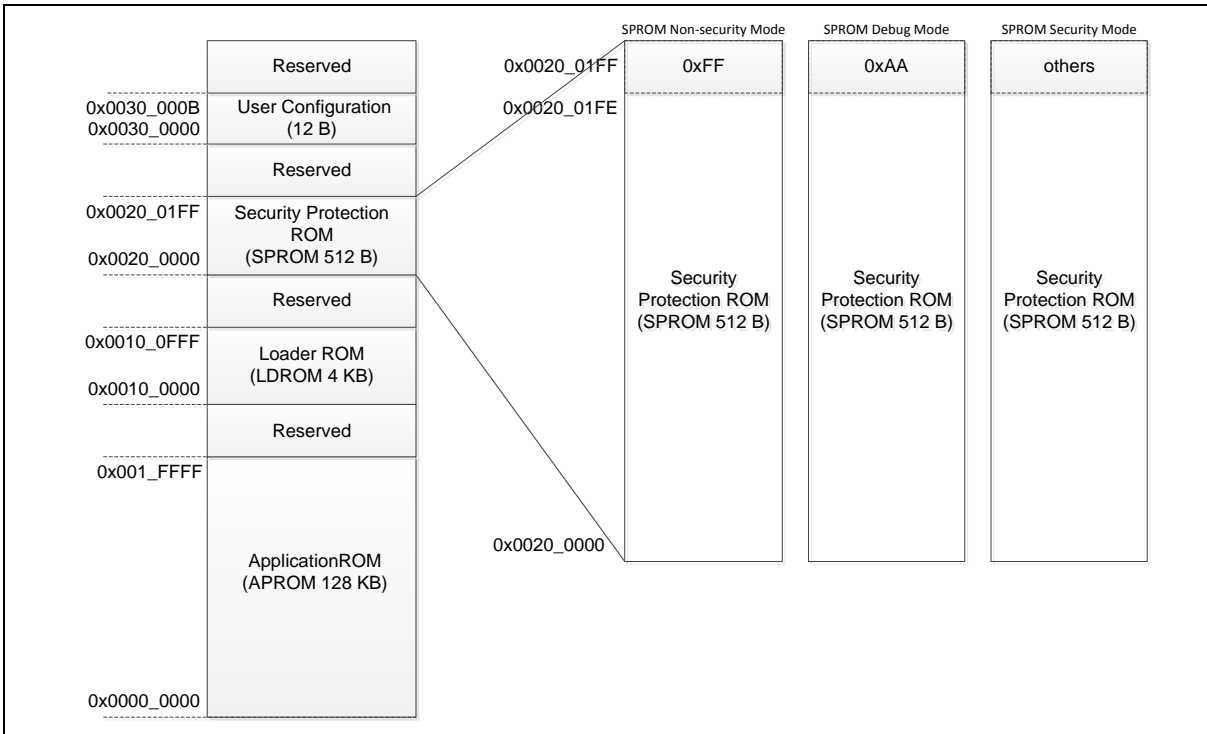 SPROM Non-security Mode
SPROM Debug Mode
SPROM Security Mode
Reserved
0x0030_000B
0x0030_0000
User Configuration
(12 B)
Reserved
0x0020_01FF
0x0020_0000
Security Protection
ROM
(SPROM 512 B)
Reserved
0x0010_0FFF
0x0010_0000
Loader ROM
(LDROM 4 KB)
Reserved
0x001_FFFF
ApplicationROM
(APROM 128 KB)
0x0000_0000
0x0020_01FF
0x0020_01FE
0x0020_0000
0xFF
Security
Protection ROM
(SPROM 512 B)
0xAA
Security
Protection ROM
(SPROM 512 B)
others
Security
Protection ROM
(SPROM 512 B)